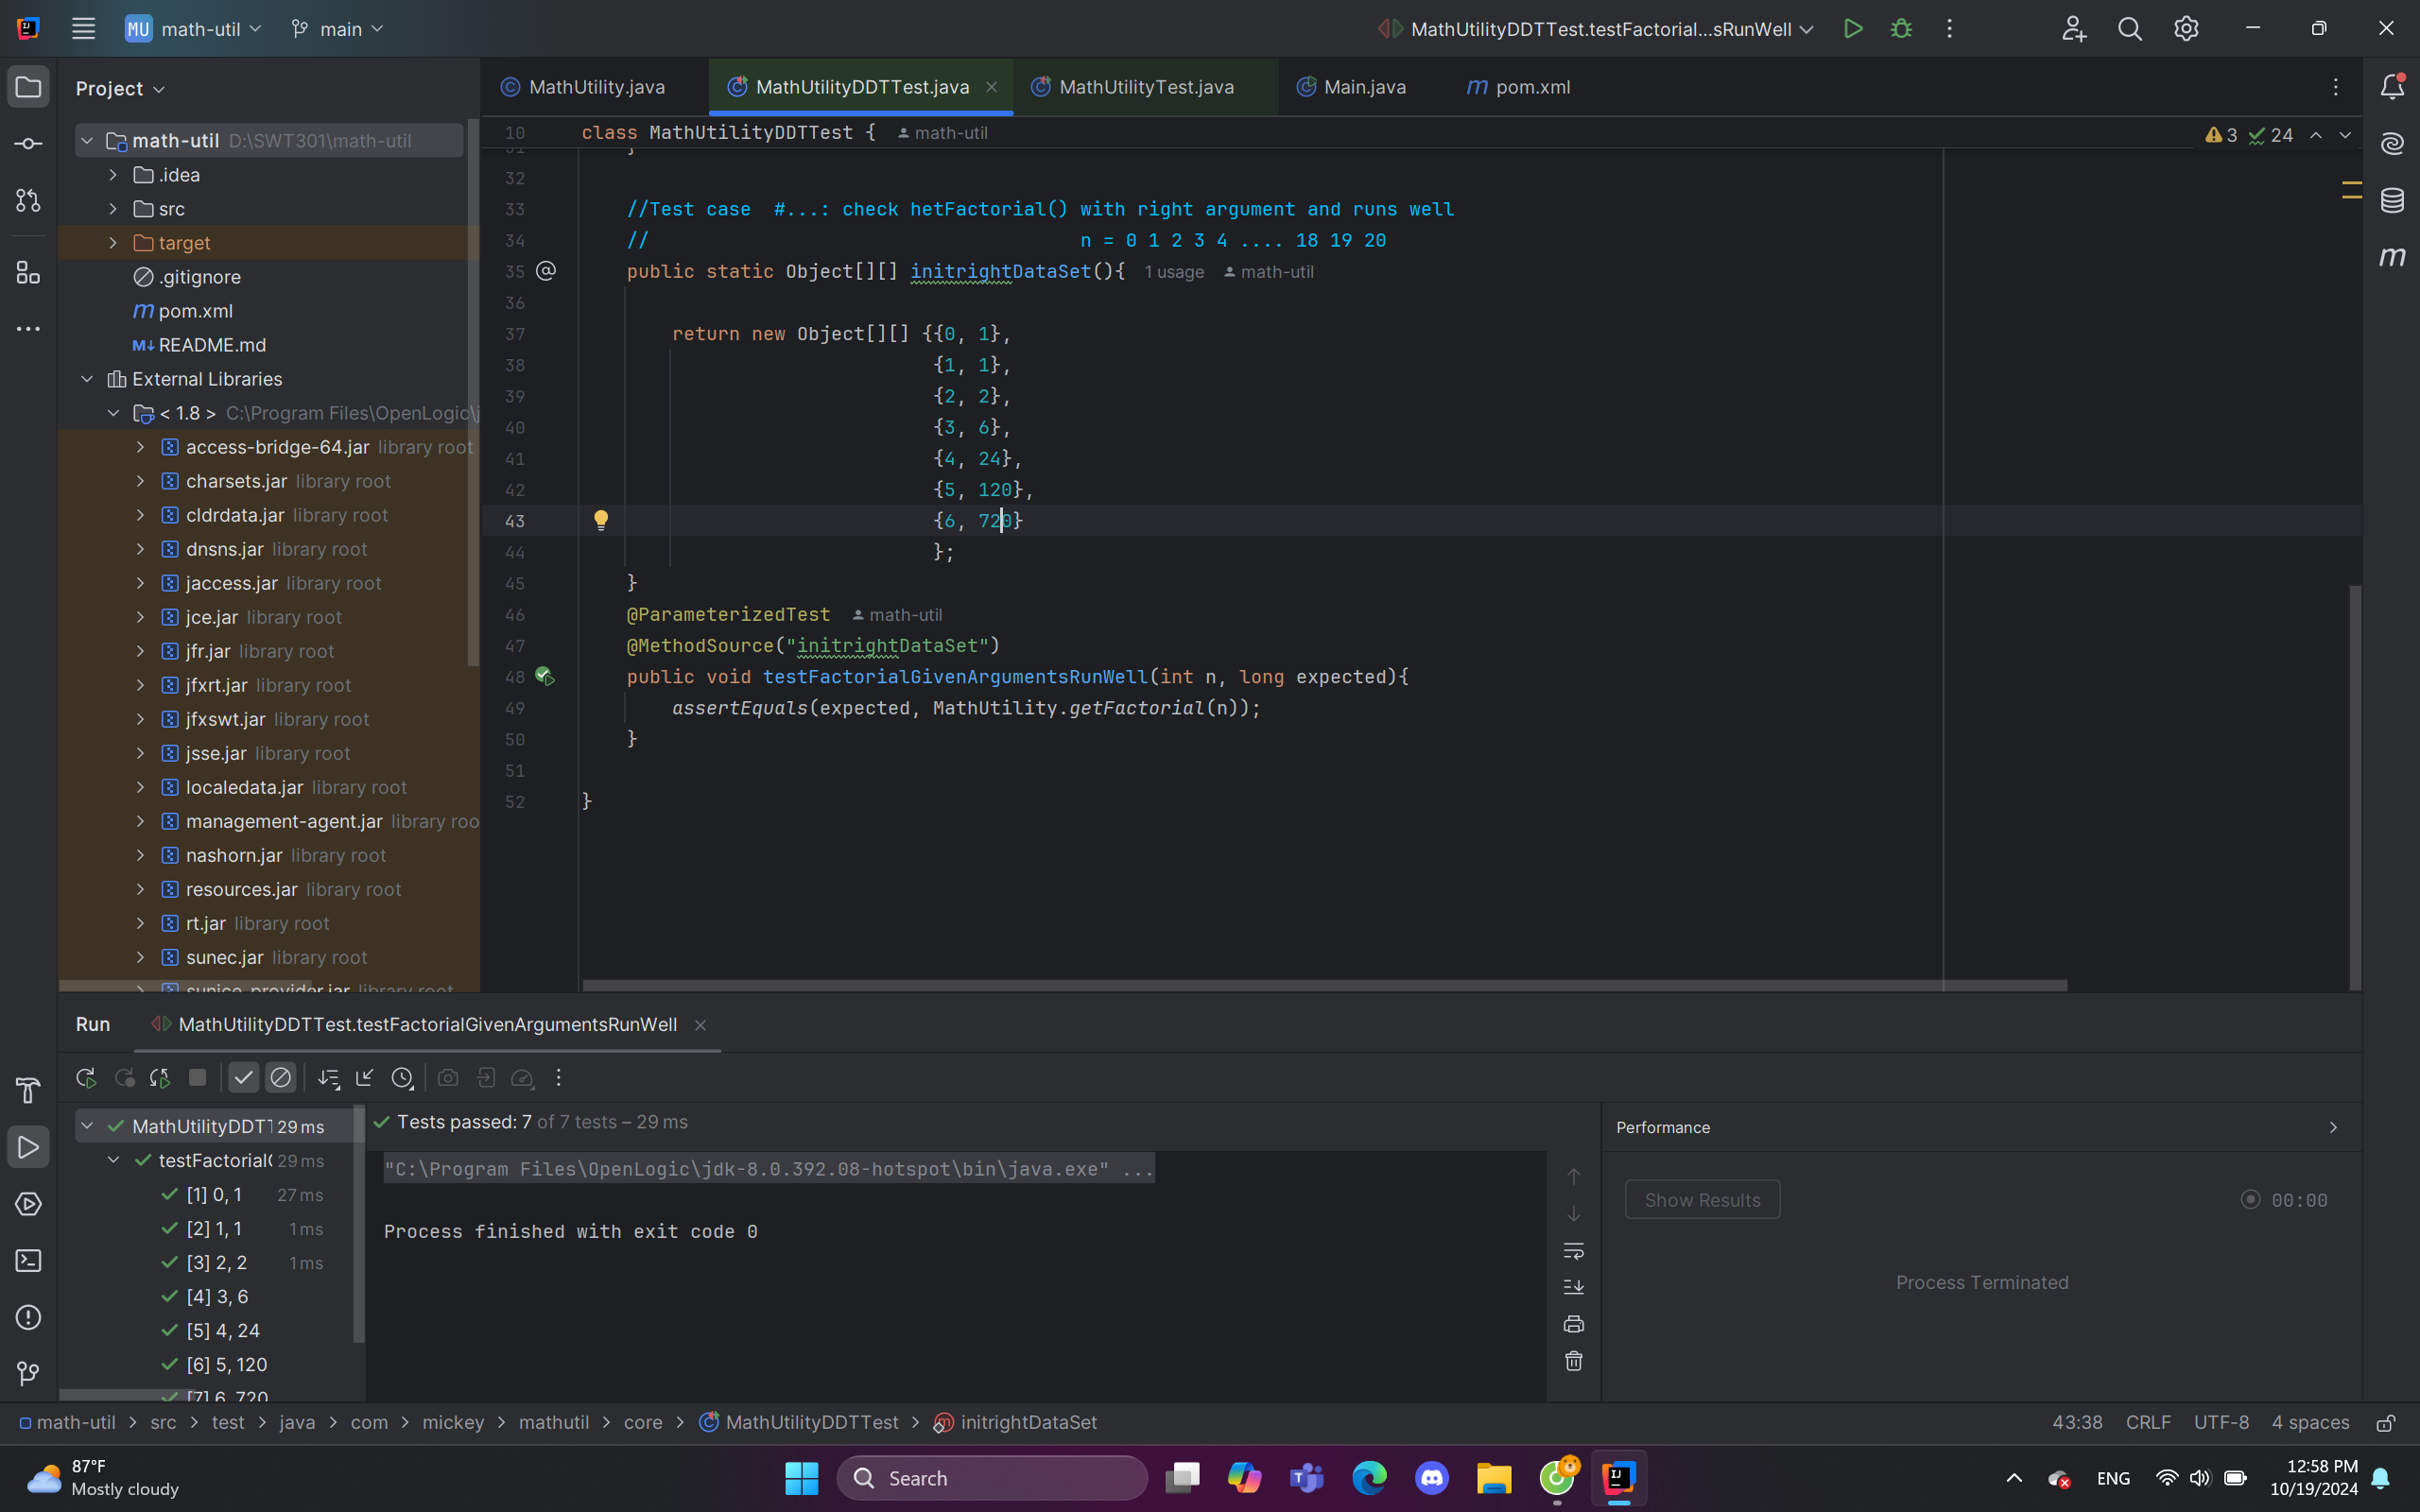 MU math-util main MathUtilityDDTTest.testFactorial...sRunWell
Project
MathUtility.java MathUtilityDDTTest.java MathUtilityTest.java Main.java pom.xml
math-util D:\SWT301\math-util
.idea
src
target
.gitignore
pom.xml
README.md
External Libraries
< 1.8 > C:\Program Files\OpenLogic\
access-bridge-64.jar library root
charsets.jar library root
cldrdata.jar library root
dnsns.jar library root
jaccess.jar library root
jce.jar library root
jfr.jar library root
jfxrt.jar library root
jfxswt.jar library root
jsse.jar library root
localedata.jar library root
management-agent.jar library roo
nashorn.jar library root
resources.jar library root
rt.jar library root
sunec.jar library root
sunjce_provider.jar library root
10 class MathUtilityDDTTest { math-util
3 24
31 }
32
33 //Test case #...: check hetFactorial() with right argument and runs well
34 // n = 0 1 2 3 4 .... 18 19 20
35 public static Object[][] initrightDataSet(){ 1 usage math-util
36
37 return new Object[][] {{0, 1},
38 {1, 1},
39 {2, 2},
40 {3, 6},
41 {4, 24},
42 {5, 120},
43 {6, 720}
44 };
45 }
46 @ParameterizedTest math-util
47 @MethodSource("initrightDataSet")
48 public void testFactorialGivenArgumentsRunWell(int n, long expected){
49 assertEquals(expected, MathUtility.getFactorial(n));
50 }
51
52 }
Run MathUtilityDDTTest.testFactorialGivenArgumentsRunWell
MathUtilityDDTT 29 ms
testFactorial( 29 ms
[1] 0, 1 27 ms
[2] 1, 1 1 ms
[3] 2, 2 1 ms
[4] 3, 6
[5] 4, 24
[6] 5, 120
[7] 6, 720
Tests passed: 7 of 7 tests – 29 ms
"C:\Program Files\OpenLogic\jdk-8.0.392.08-hotspot\bin\java.exe" ...
Process finished with exit code 0
Performance
Show Results 00:00
Process Terminated
math-util > src > test > java > com > mickey > mathutil > core > MathUtilityDDTTest > initrightDataSet
43:38 CRLF UTF-8 4 spaces
87°F
Mostly cloudy
Search
ENG
12:58 PM
10/19/2024